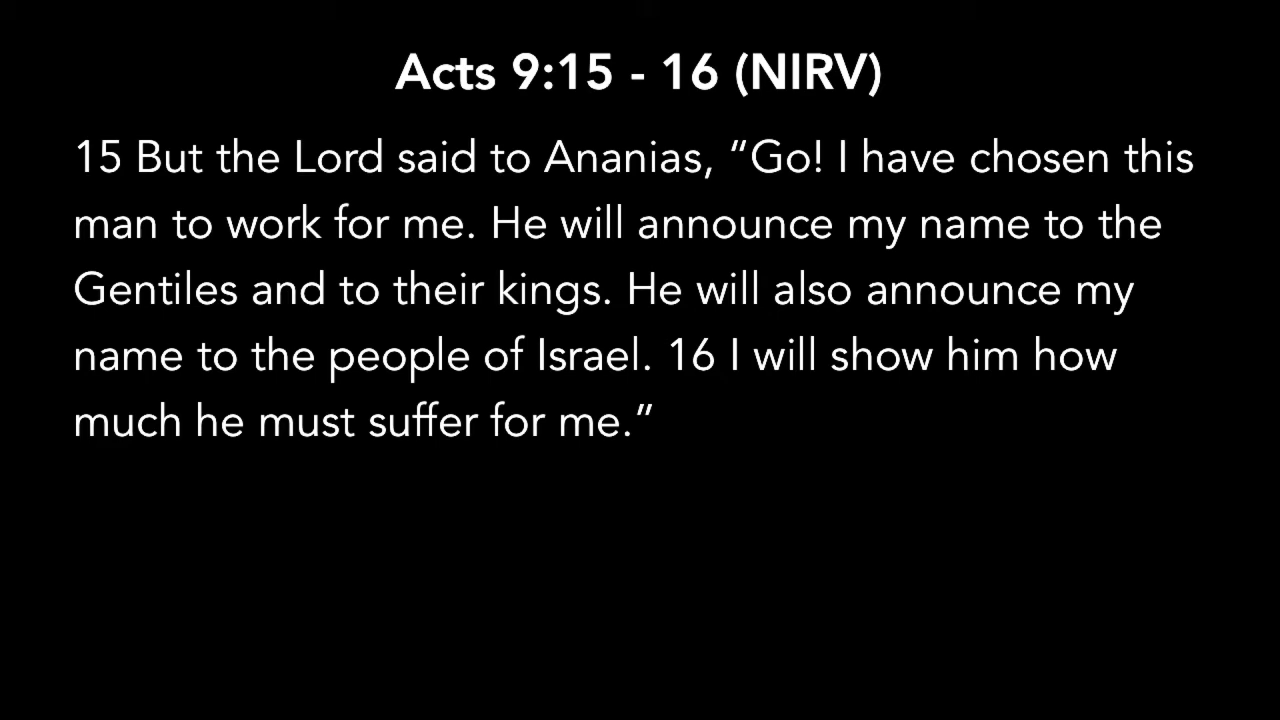 Acts 9:15 - 16 (NIRV)
15 But the Lord said to Ananias, “Go! I have chosen this
man to work for me. He will announce my name to the
Gentiles and to their kings. He will also announce my
name to the people of Israel. 16 I will show him how
much he must suffer for me.”